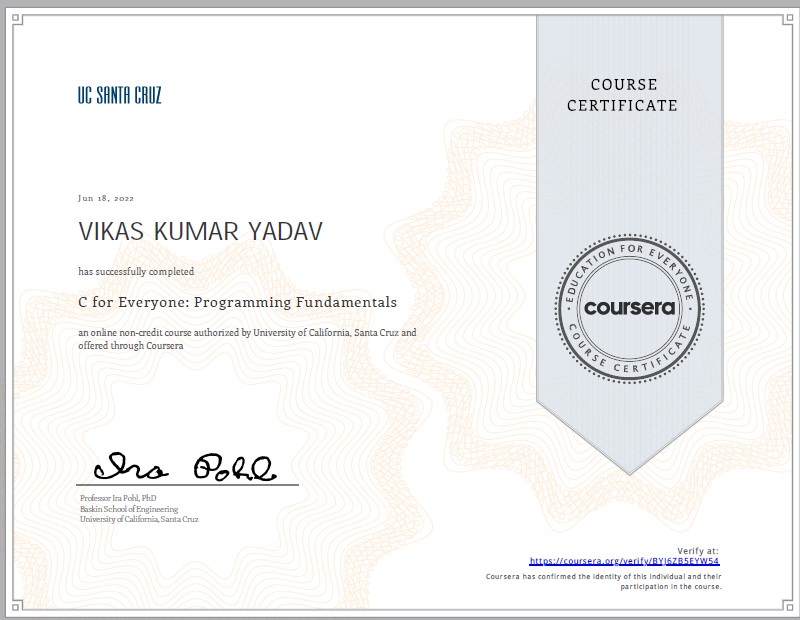 UC SANTA CRUZ
COURSE
CERTIFICATE
Jun 18, 2022
VIKAS KUMAR YADAV
has successfully completed
C for Everyone: Programming Fundamentals
an online non-credit course authorized by University of California, Santa Cruz and
offered through Coursera
EDUCATION FOR EVERYONE
coursera
COURSE CERTIFICATE
Ira Pohl
Professor Ira Pohl, PhD
Baskin School of Engineering
University of California, Santa Cruz
Verify at:
https://coursera.org/verify/BYJ6ZB5EYW54
Coursera has confirmed the identity of this individual and their
participation in the course.